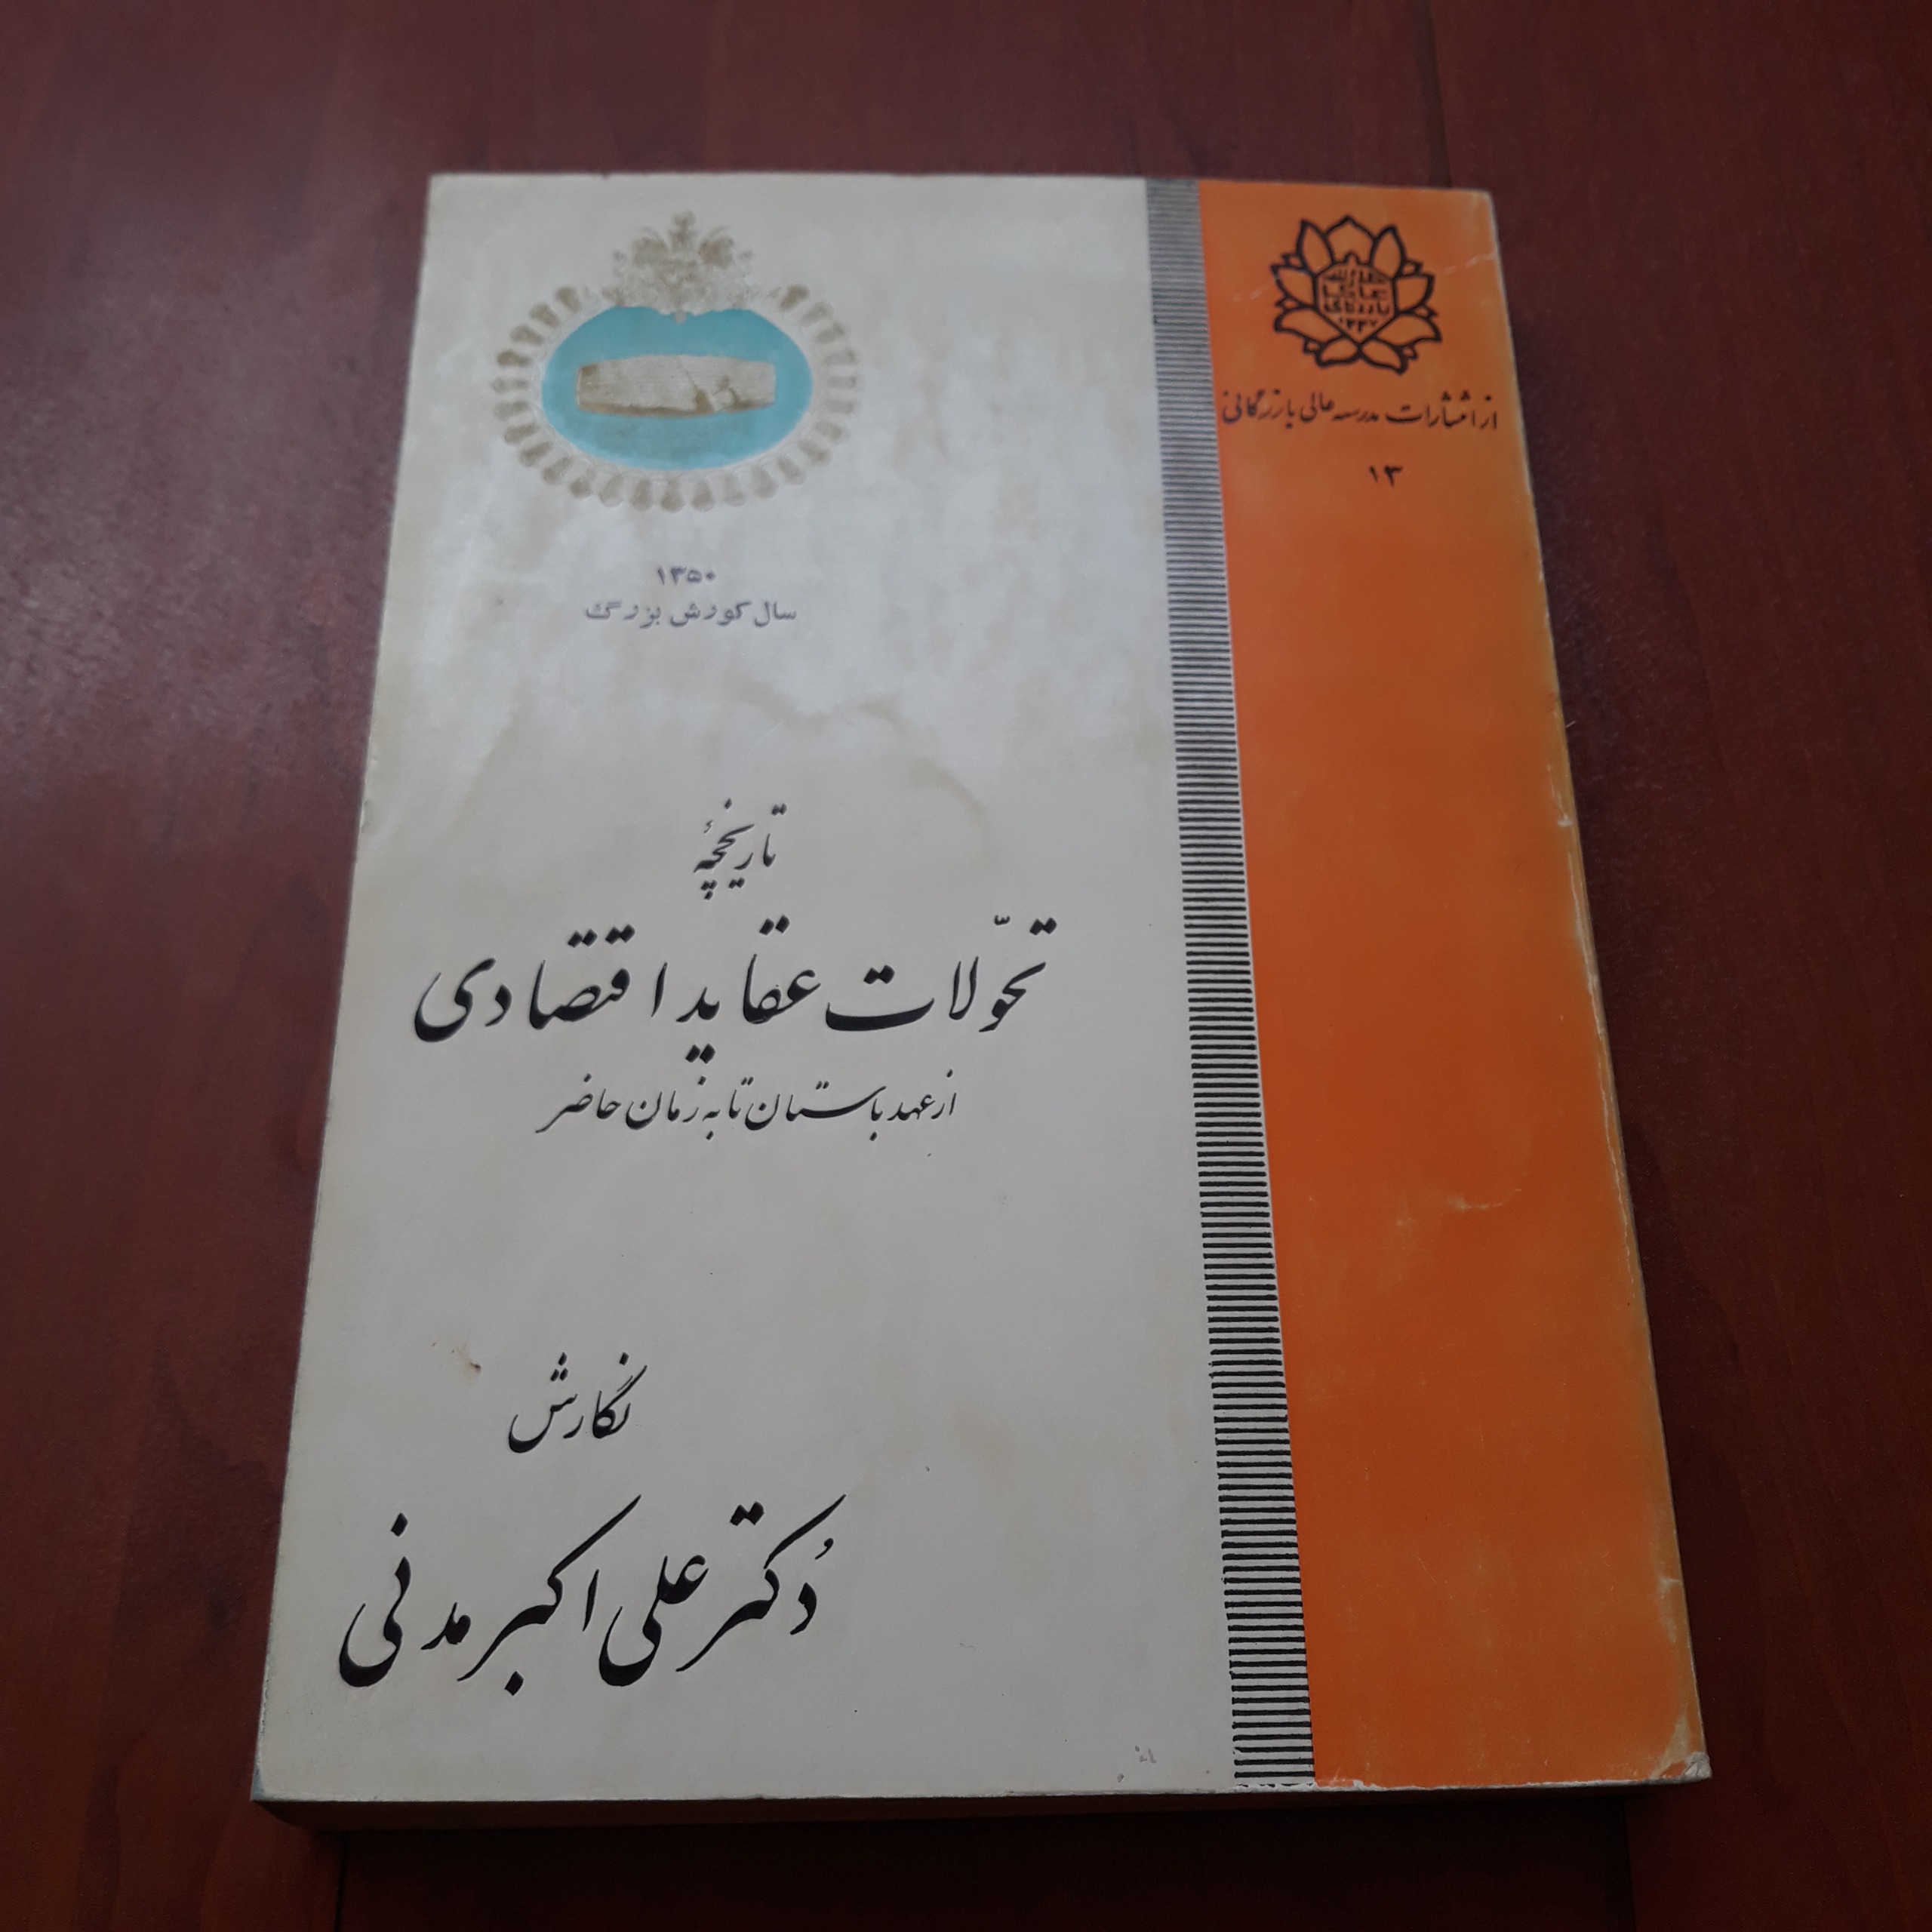 از انتشارات مدرسه عالی بازرگانی
۱۳
۱۳۵۰
سال کورش بزرگ
تاریخچهٔ
تحوّلات عقاید اقتصادی
از عهد باستان تا به زمان حاضر
نگارش
دُکتر علی اکبر مدنی